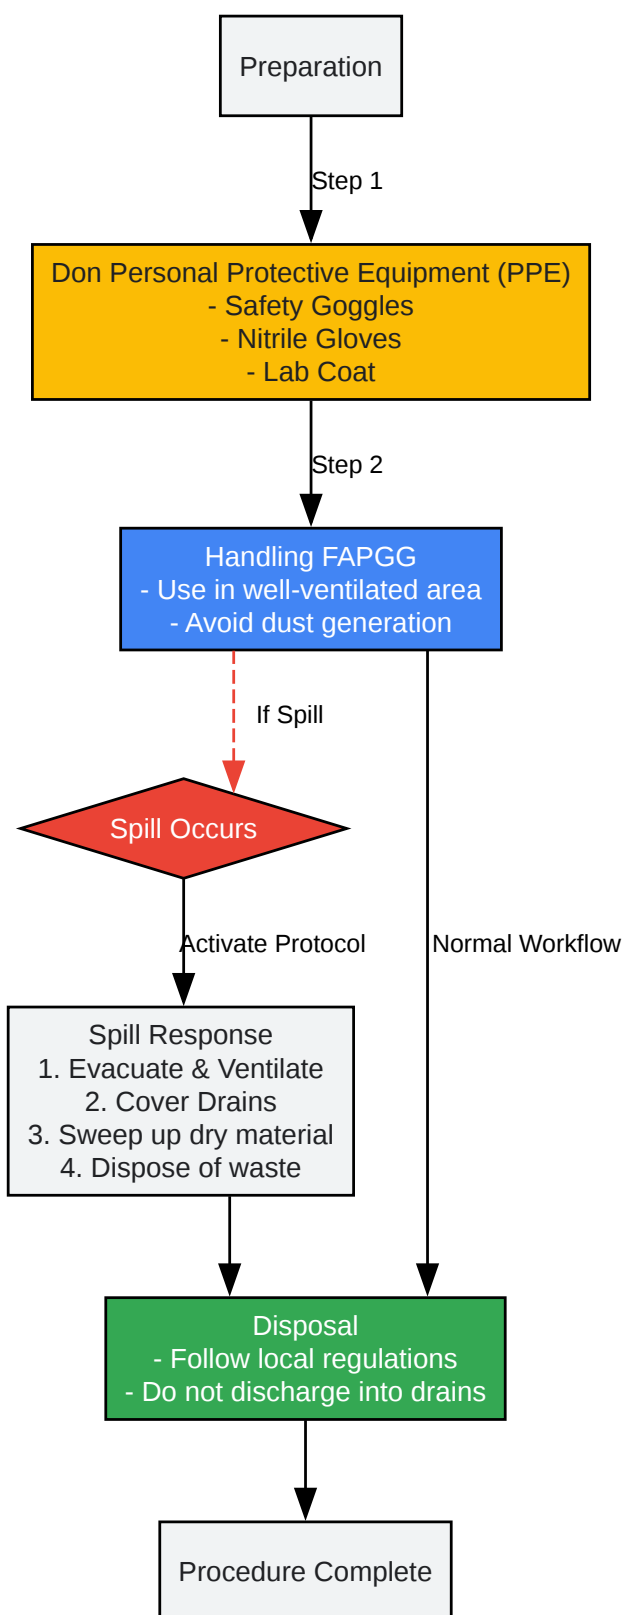 Preparation
Step 1
Don Personal Protective Equipment (PPE)
- Safety Goggles
- Nitrile Gloves
- Lab Coat
Step 2
Handling FAPGG
- Use in well-ventilated area
- Avoid dust generation
If Spill
Spill Occurs
Activate Protocol
Normal Workflow
Spill Response
1. Evacuate & Ventilate
2. Cover Drains
3. Sweep up dry material
4. Dispose of waste
Disposal
- Follow local regulations
- Do not discharge into drains
Procedure Complete